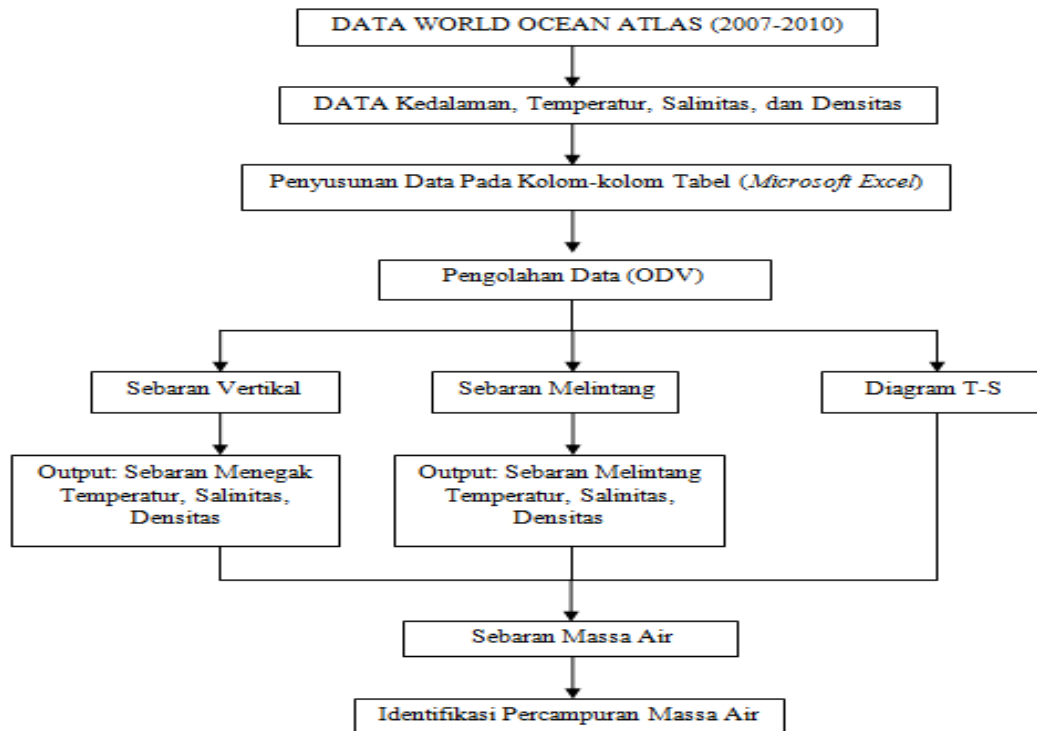 DATA WORLD OCEAN ATLAS (2007-2010)
DATA Kedalaman, Temperatur, Salinitas, dan Densitas
Penyusunan Data Pada Kolom-kolom Tabel (Microsoft Excel)
Pengolahan Data (ODV)
Sebaran Vertikal
Sebaran Melintang
Diagram T-S
Output: Sebaran Menegak
Temperatur, Salinitas,
Densitas
Output: Sebaran Melintang
Temperatur, Salinitas,
Densitas
Sebaran Massa Air
Identifikasi Percampuran Massa Air